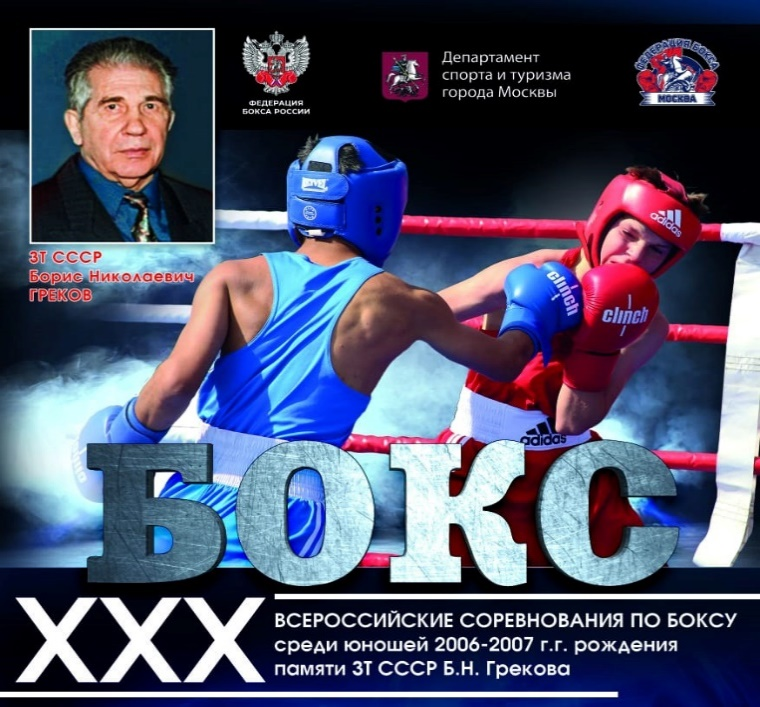 ФЕДЕРАЦИЯ
БОКСА РОССИИ
Департамент
спорта и туризма
города Москвы
ФЕДЕРАЦИЯ БОКСА
МОСКВА
ЗТ СССР
Борис Николаевич
ГРЕКОВ
adidas
clinch
clinch
adidas
БОКС
XXX
ВСЕРОССИЙСКИЕ СОРЕВНОВАНИЯ ПО БОКСУ
среди юношей 2006-2007 г.г. рождения
памяти ЗТ СССР Б.Н. Грекова